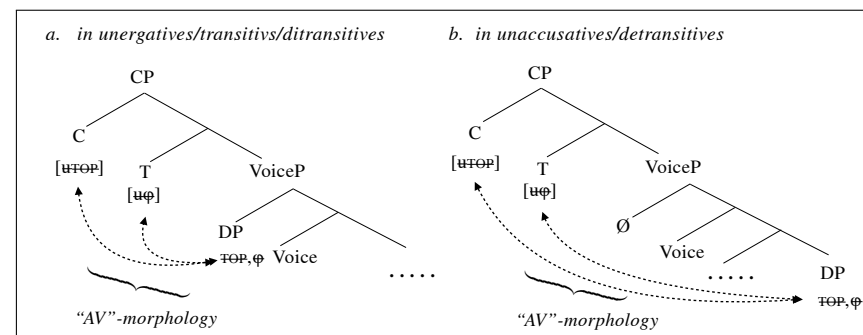 a. in unergatives/transitivs/ditransitives
CP
C
[uTOP]
T
[uφ]
VoiceP
DP
TOP,φ
Voice
.....
"AV"-morphology
b. in unaccusatives/detransitives
CP
C
[uTOP]
T
[uφ]
VoiceP
Ø
Voice
.....
DP
TOP,φ
"AV"-morphology